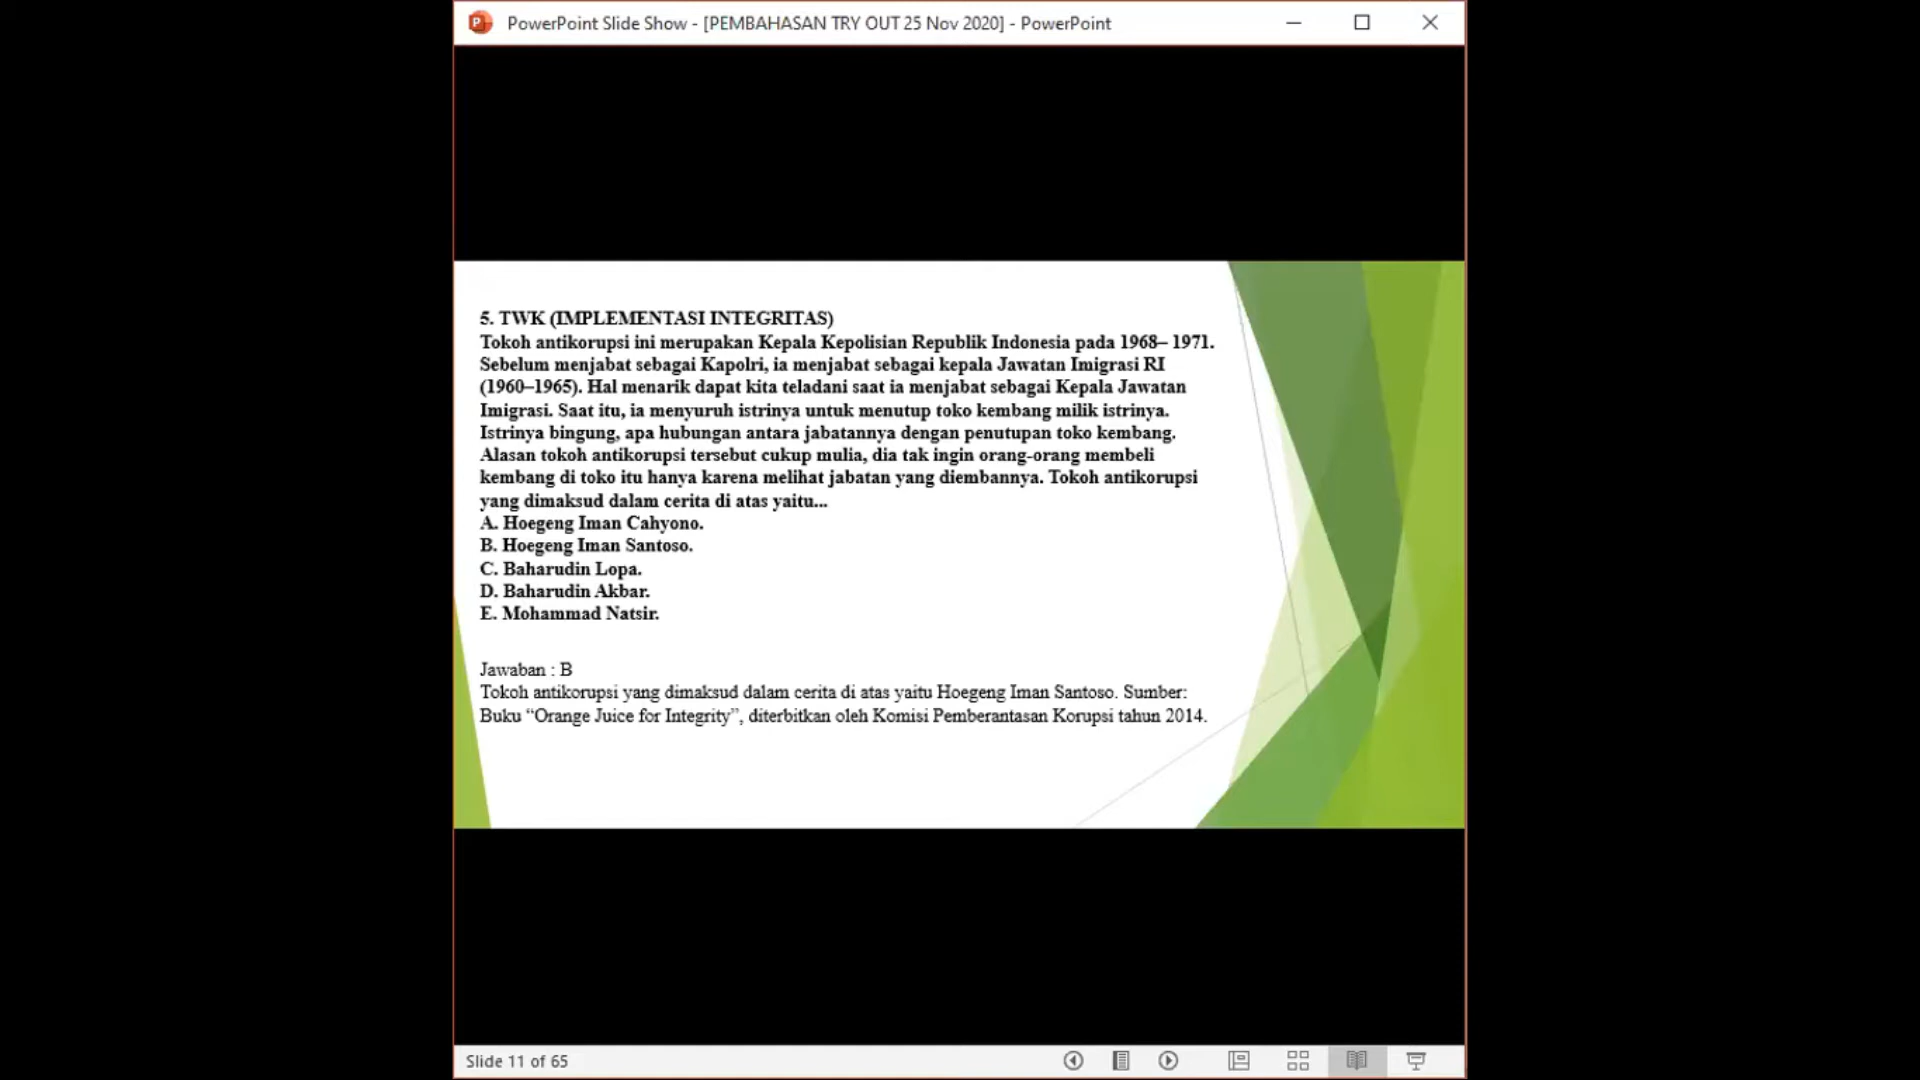 PowerPoint Slide Show - [PEMBAHASAN TRY OUT 25 Nov 2020] - PowerPoint
5. TWK (IMPLEMENTASI INTEGRITAS)
Tokoh antikorupsi ini merupakan Kepala Kepolisian Republik Indonesia pada 1968– 1971.
Sebelum menjabat sebagai Kapolri, ia menjabat sebagai kepala Jawatan Imigrasi RI
(1960–1965). Hal menarik dapat kita teladani saat ia menjabat sebagai Kepala Jawatan
Imigrasi. Saat itu, ia menyuruh istrinya untuk menutup toko kembang milik istrinya.
Istrinya bingung, apa hubungan antara jabatannya dengan penutupan toko kembang.
Alasan tokoh antikorupsi tersebut cukup mulia, dia tak ingin orang-orang membeli
kembang di toko itu hanya karena melihat jabatan yang diembannya. Tokoh antikorupsi
yang dimaksud dalam cerita di atas yaitu...
A. Hoegeng Iman Cahyono.
B. Hoegeng Iman Santoso.
C. Baharudin Lopa.
D. Baharudin Akbar.
E. Mohammad Natsir.
Jawaban : B
Tokoh antikorupsi yang dimaksud dalam cerita di atas yaitu Hoegeng Iman Santoso. Sumber:
Buku “Orange Juice for Integrity”, diterbitkan oleh Komisi Pemberantasan Korupsi tahun 2014.
Slide 11 of 65